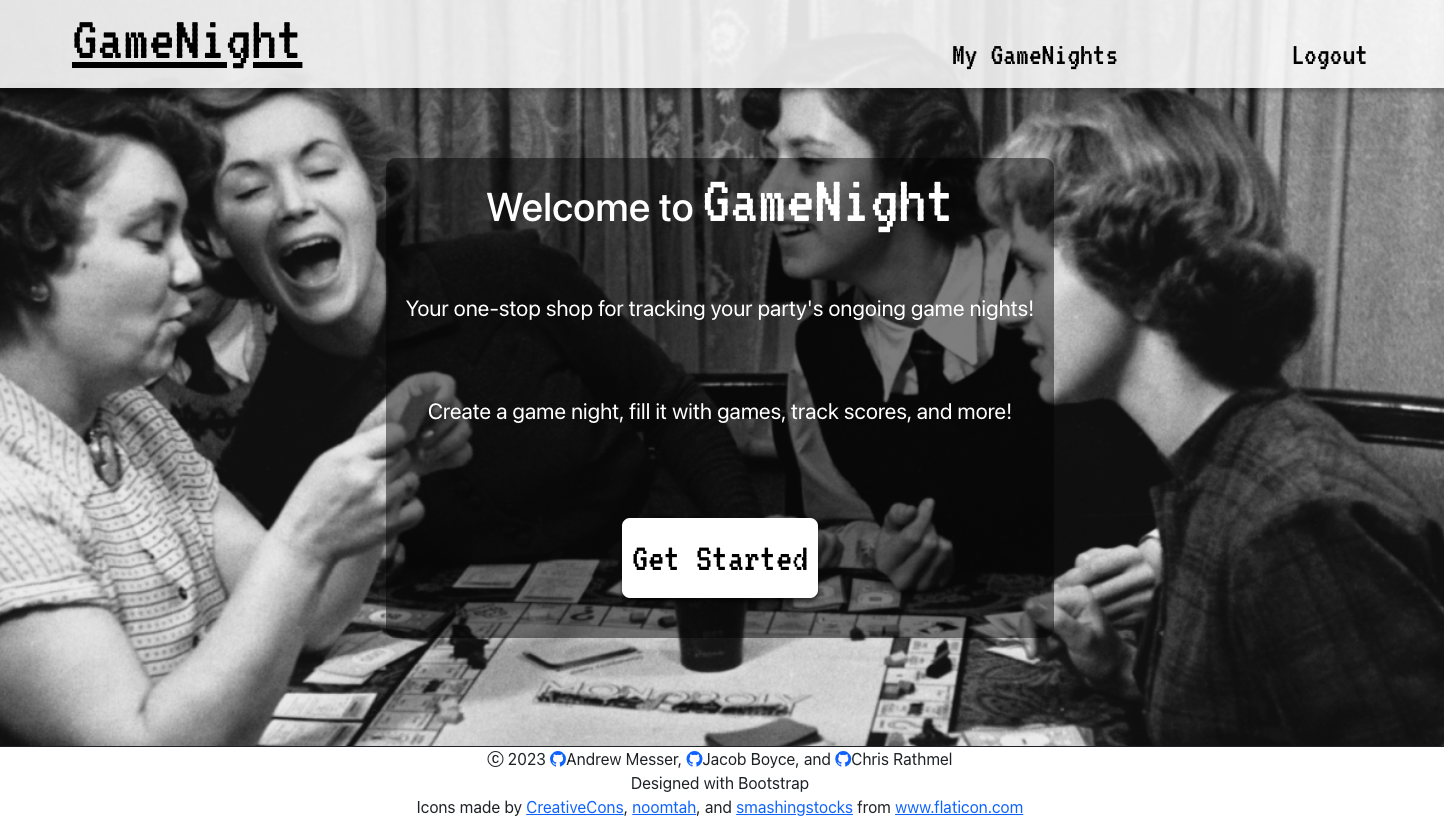 GameNight
My GameNights
Logout
Welcome to GameNight
Your one-stop shop for tracking your party's ongoing game nights!
Create a game night, fill it with games, track scores, and more!
Get Started
MONOPOLY
Ⓒ 2023 Andrew Messer, Jacob Boyce, and Chris Rathmel
Designed with Bootstrap
Icons made by CreativeCons, noomtah, and smashingstocks from www.flaticon.com